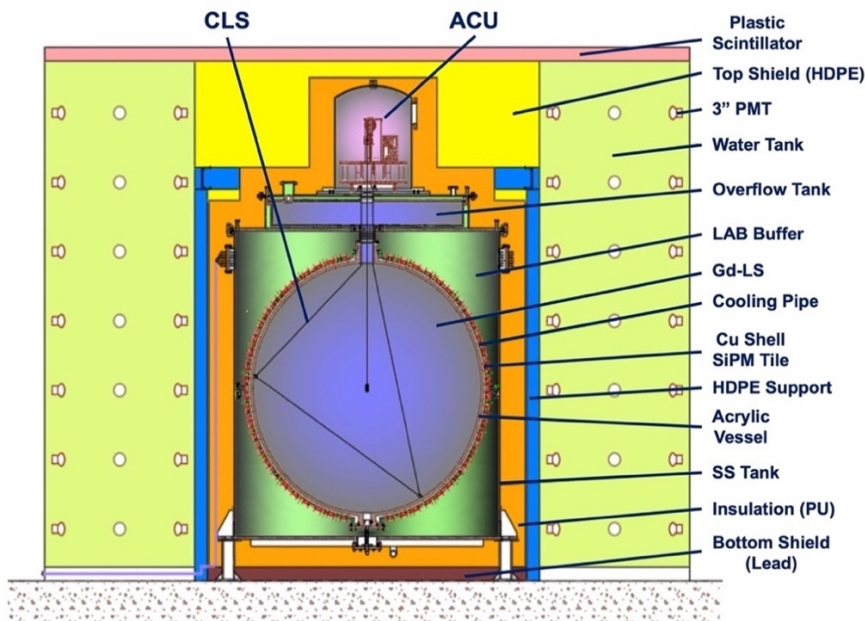 CLS
ACU
Plastic
Scintillator
Top Shield (HDPE)
3” PMT
Water Tank
Overflow Tank
LAB Buffer
Gd-LS
Cooling Pipe
Cu Shell
SiPM Tile
HDPE Support
Acrylic
Vessel
SS Tank
Insulation (PU)
Bottom Shield
(Lead)